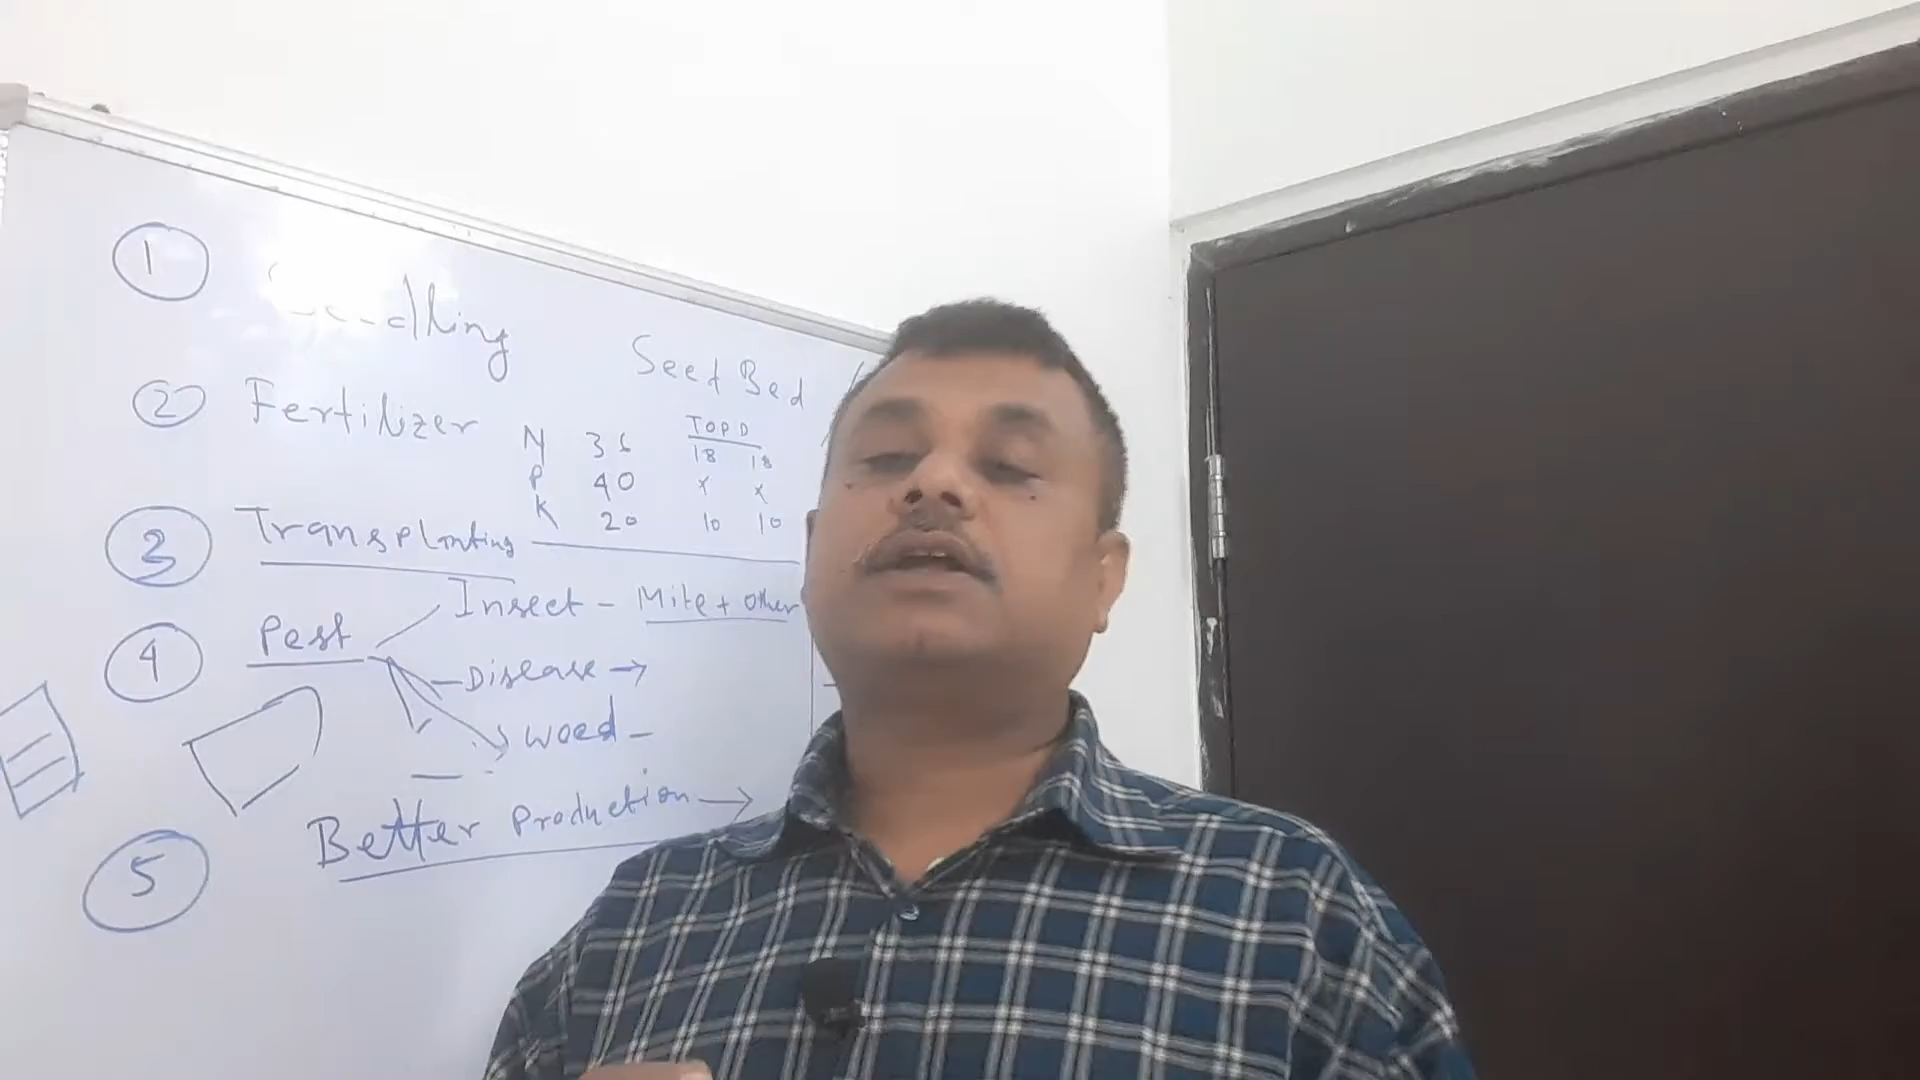 1 Seedling
Seed Bed
2 Fertilizer
N 36 18 18
TOP D
P 40 x x
K 20 10 10
3 Transplanting
4 Pest
Insect - Mite + other
Disease →
Weed -
5 Better Production →